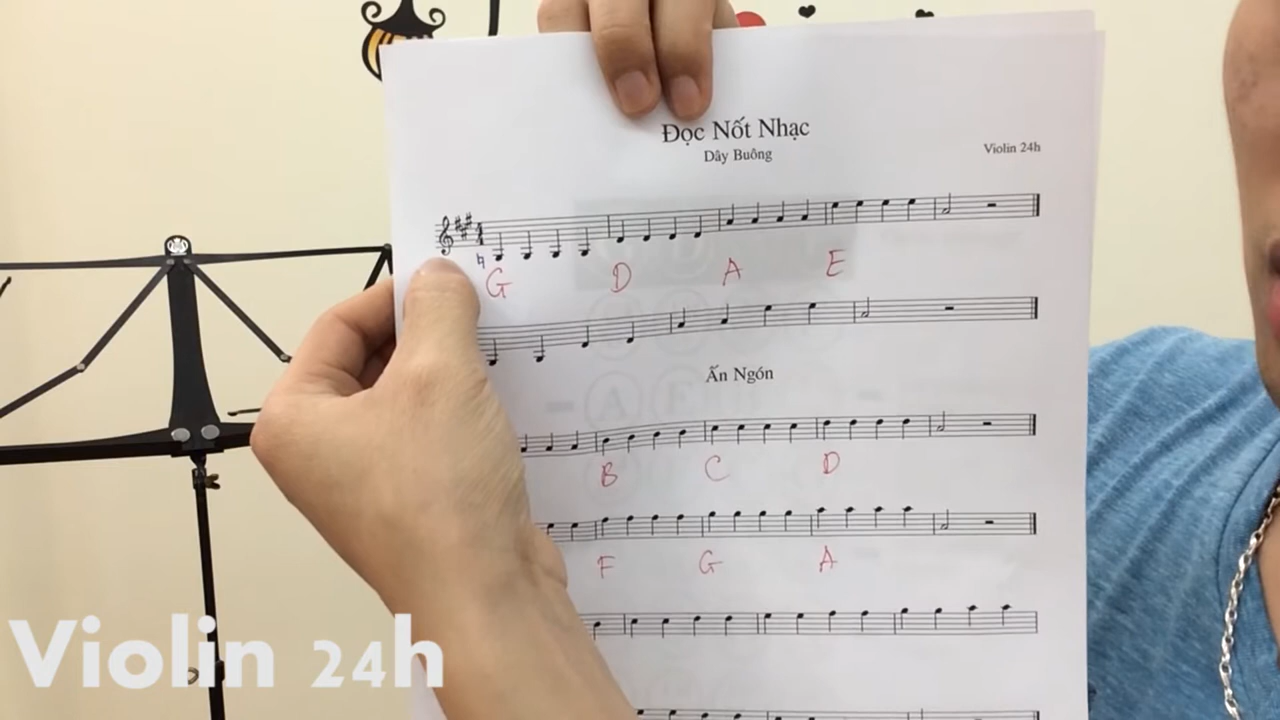 Đọc Nốt Nhạc
Dây Buông
Violin 24h
G D A E
Ấn Ngón
B C D
F G A
Violin 24h